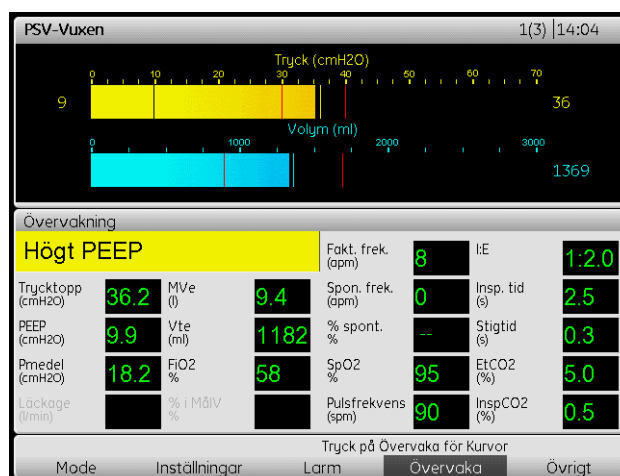 PSV-Vuxen 1(3) 14:04
Tryck (cmH2O)
0 10 20 30 40 50 60 70
9 36
Volym (ml)
0 1000 2000 3000
1369
Övervakning
Högt PEEP
Fakt. frek. (apm) 8 I:E 1:2.0
Trycktopp (cmH2O) 36.2 MVe (l) 9.4 Spon. frek. (apm) 0 Insp. tid (s) 2.5
PEEP (cmH2O) 9.9 Vte (ml) 1182 % spont. % -- Stigtid (s) 0.3
Pmedel (cmH2O) 18.2 FiO2 % 58 SpO2 % 95 EtCO2 (%) 5.0
Läckage (l/min) % i MålV % Pulsfrekvens (spm) 90 InspCO2 (%) 0.5
Tryck på Övervaka för Kurvor
Mode Inställningar Larm Övervaka Övrigt